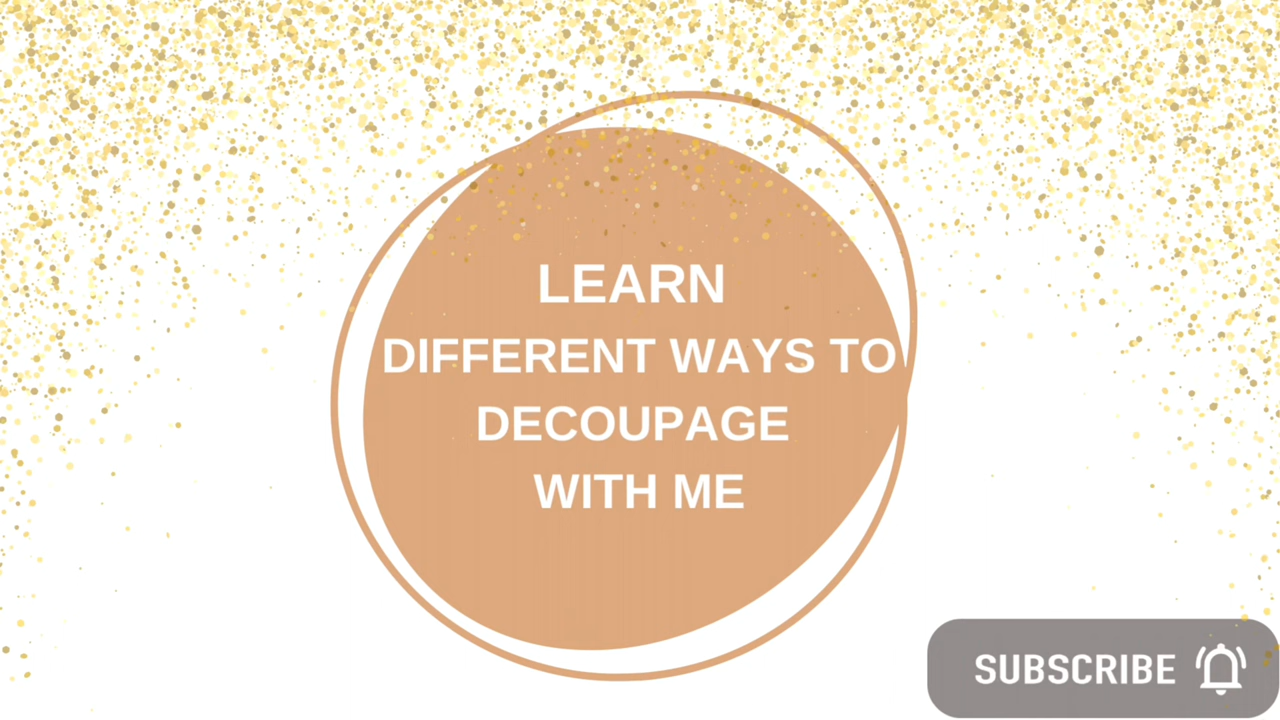 LEARN
DIFFERENT WAYS TO
DECOUPAGE
WITH ME
SUBSCRIBE